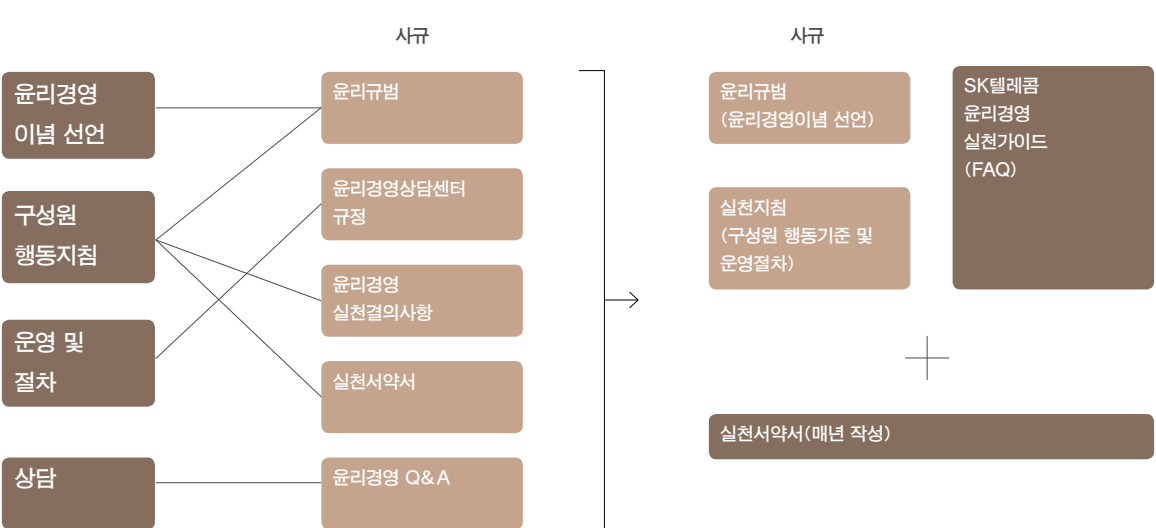 사규
사규
윤리경영
이념 선언
구성원
행동지침
운영 및
절차
상담
윤리규범
윤리경영상담센터
규정
윤리경영
실천결의사항
실천서약서
윤리경영 Q&A
윤리규범
(윤리경영이념 선언)
실천지침
(구성원 행동기준 및
운영절차)
SK텔레콤
윤리경영
실천가이드
(FAQ)
실천서약서(매년 작성)